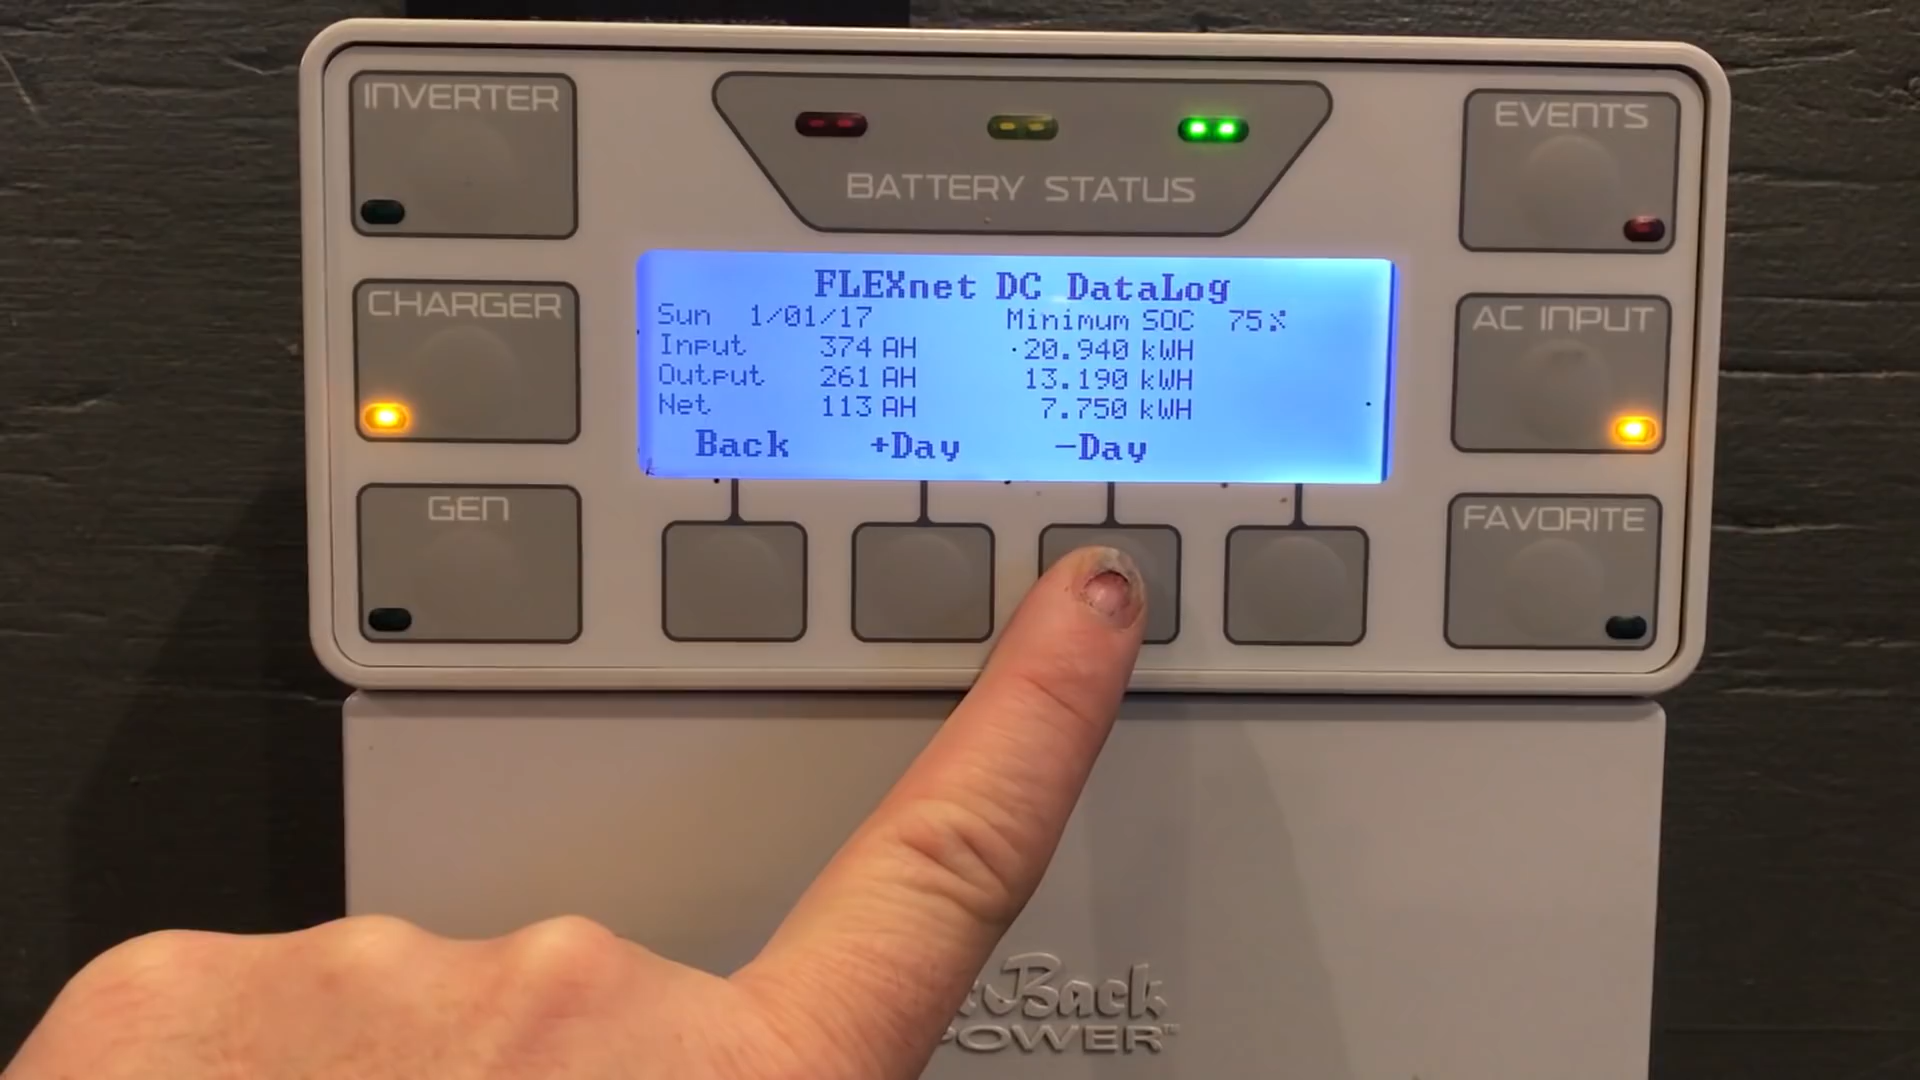 INVERTER
BATTERY STATUS
EVENTS
CHARGER
AC INPUT
GEN
FAVORITE
FLEXnet DC DataLog
Sun 1/01/17 Minimum SOC 75%
Input 374 AH 20.940 kWH
Output 261 AH 13.190 kWH
Net 113 AH 7.750 kWH
Back +Day -Day
Back
POWER™